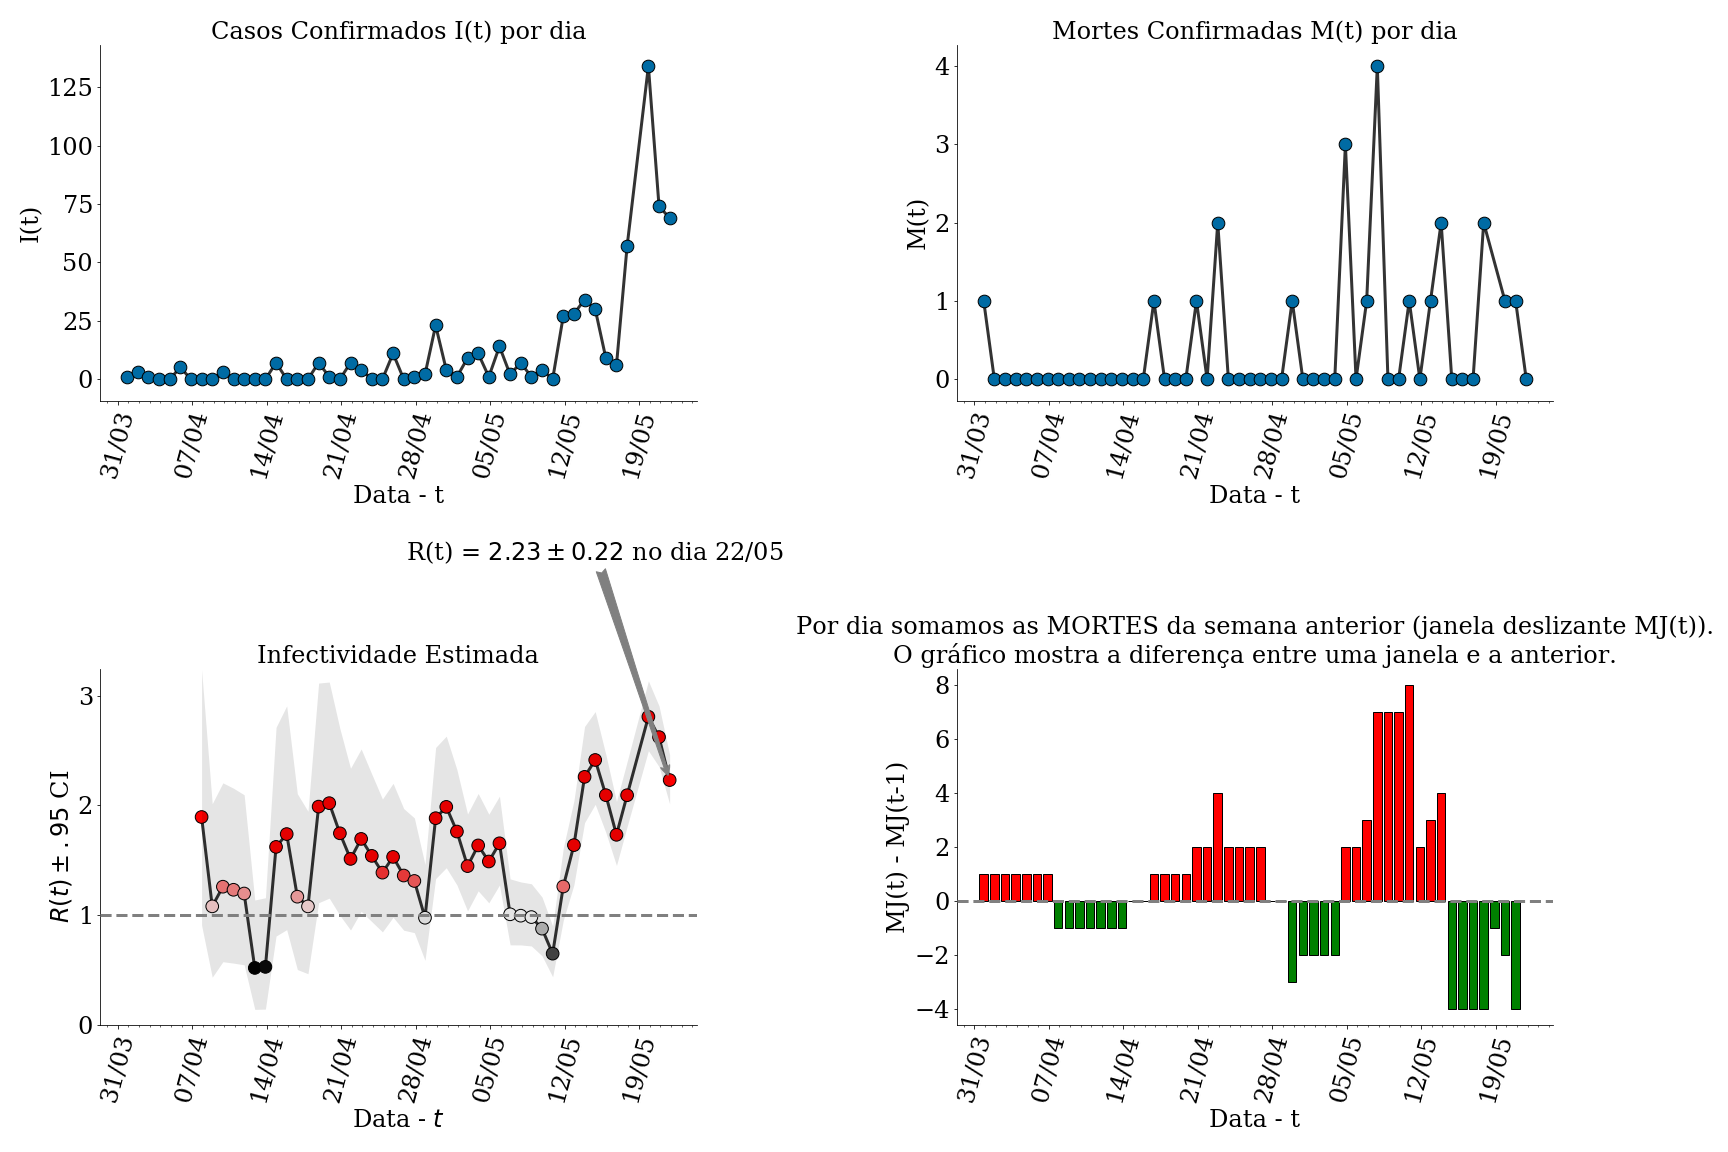 Casos Confirmados I(t) por dia
I(t)
125
100
75
50
25
0
31/03 07/04 14/04 21/04 28/04 05/05 12/05 19/05
Data - t
Mortes Confirmadas M(t) por dia
M(t)
4
3
2
1
0
31/03 07/04 14/04 21/04 28/04 05/05 12/05 19/05
Data - t
R(t) = 2.23 ± 0.22 no dia 22/05
Infectividade Estimada
R(t) ± .95 CI
3
2
1
0
31/03 07/04 14/04 21/04 28/04 05/05 12/05 19/05
Data - t
Por dia somamos as MORTES da semana anterior (janela deslizante MJ(t)).
O gráfico mostra a diferença entre uma janela e a anterior.
MJ(t) - MJ(t-1)
8
6
4
2
0
−2
−4
31/03 07/04 14/04 21/04 28/04 05/05 12/05 19/05
Data - t